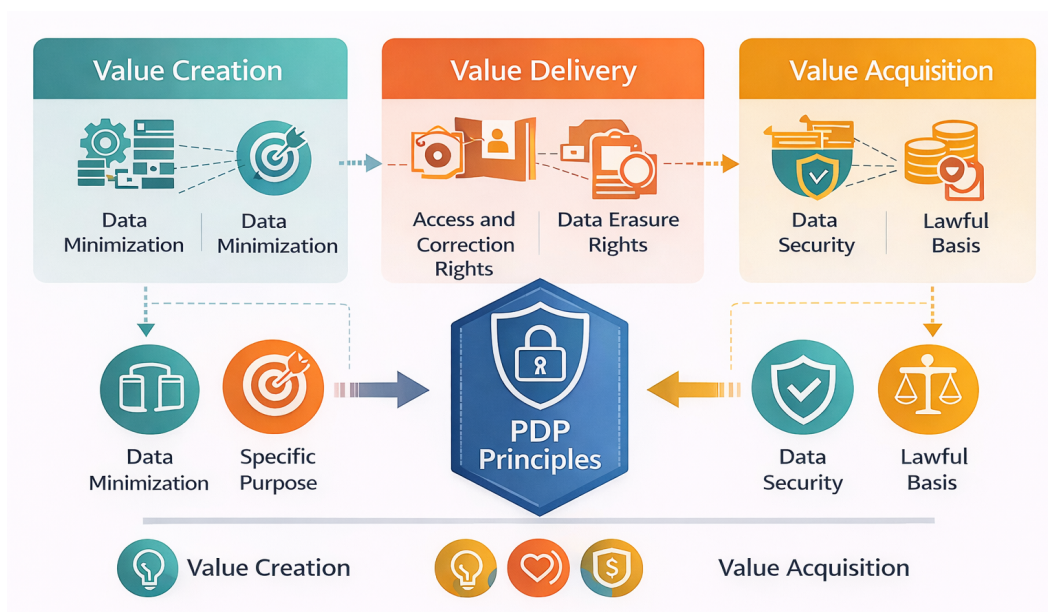 Value Creation
Value Delivery
Value Acquisition
Data
Minimization
Data
Minimization
Access and
Correction
Rights
Data Erasure
Rights
Data
Security
Lawful
Basis
PDP
Principles
Data
Minimization
Specific
Purpose
Data
Security
Lawful
Basis
Value Creation
$
Value Acquisition